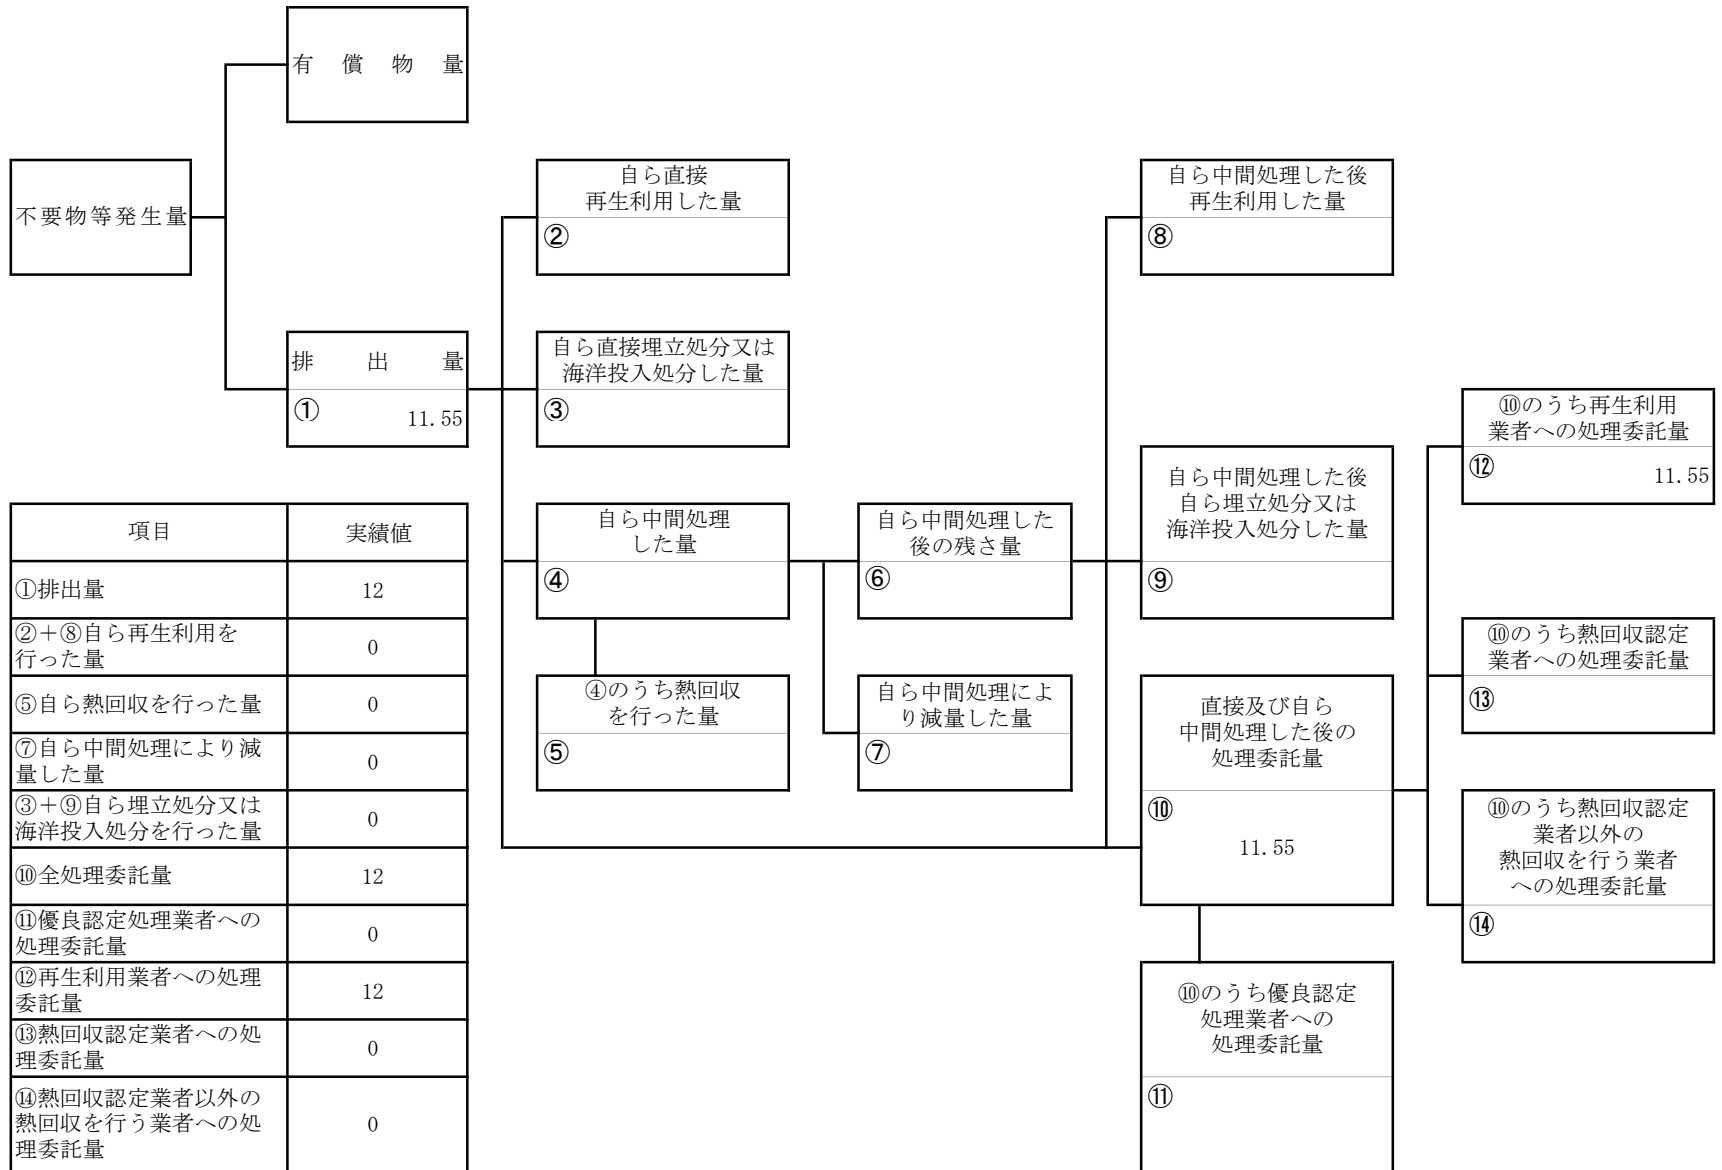 有償物量
不要物等発生量
排出量
① 11.55
自ら直接
再生利用した量
②
自ら直接埋立処分又は
海洋投入処分した量
③
自ら中間処理
した量
④
④のうち熱回収
を行った量
⑤
自ら中間処理した
後の残さ量
⑥
自ら中間処理によ
り減量した量
⑦
自ら中間処理した後
再生利用した量
⑧
自ら中間処理した後
自ら埋立処分又は
海洋投入処分した量
⑨
直接及び自ら
中間処理した後の
処理委託量
⑩
11.55
⑩のうち優良認定
処理業者への
処理委託量
⑪
⑩のうち再生利用
業者への処理委託量
⑫ 11.55
⑩のうち熱回収認定
業者への処理委託量
⑬
⑩のうち熱回収認定
業者以外の
熱回収を行う業者
への処理委託量
⑭
項目 実績値
①排出量 12
②+⑧自ら再生利用を
行った量 0
⑤自ら熱回収を行った量 0
⑦自ら中間処理により減
量した量 0
③+⑨自ら埋立処分又は
海洋投入処分を行った量 0
⑩全処理委託量 12
⑪優良認定処理業者への
処理委託量 0
⑫再生利用業者への処理
委託量 12
⑬熱回収認定業者への処
理委託量 0
⑭熱回収認定業者以外の
熱回収を行う業者への処
理委託量 0